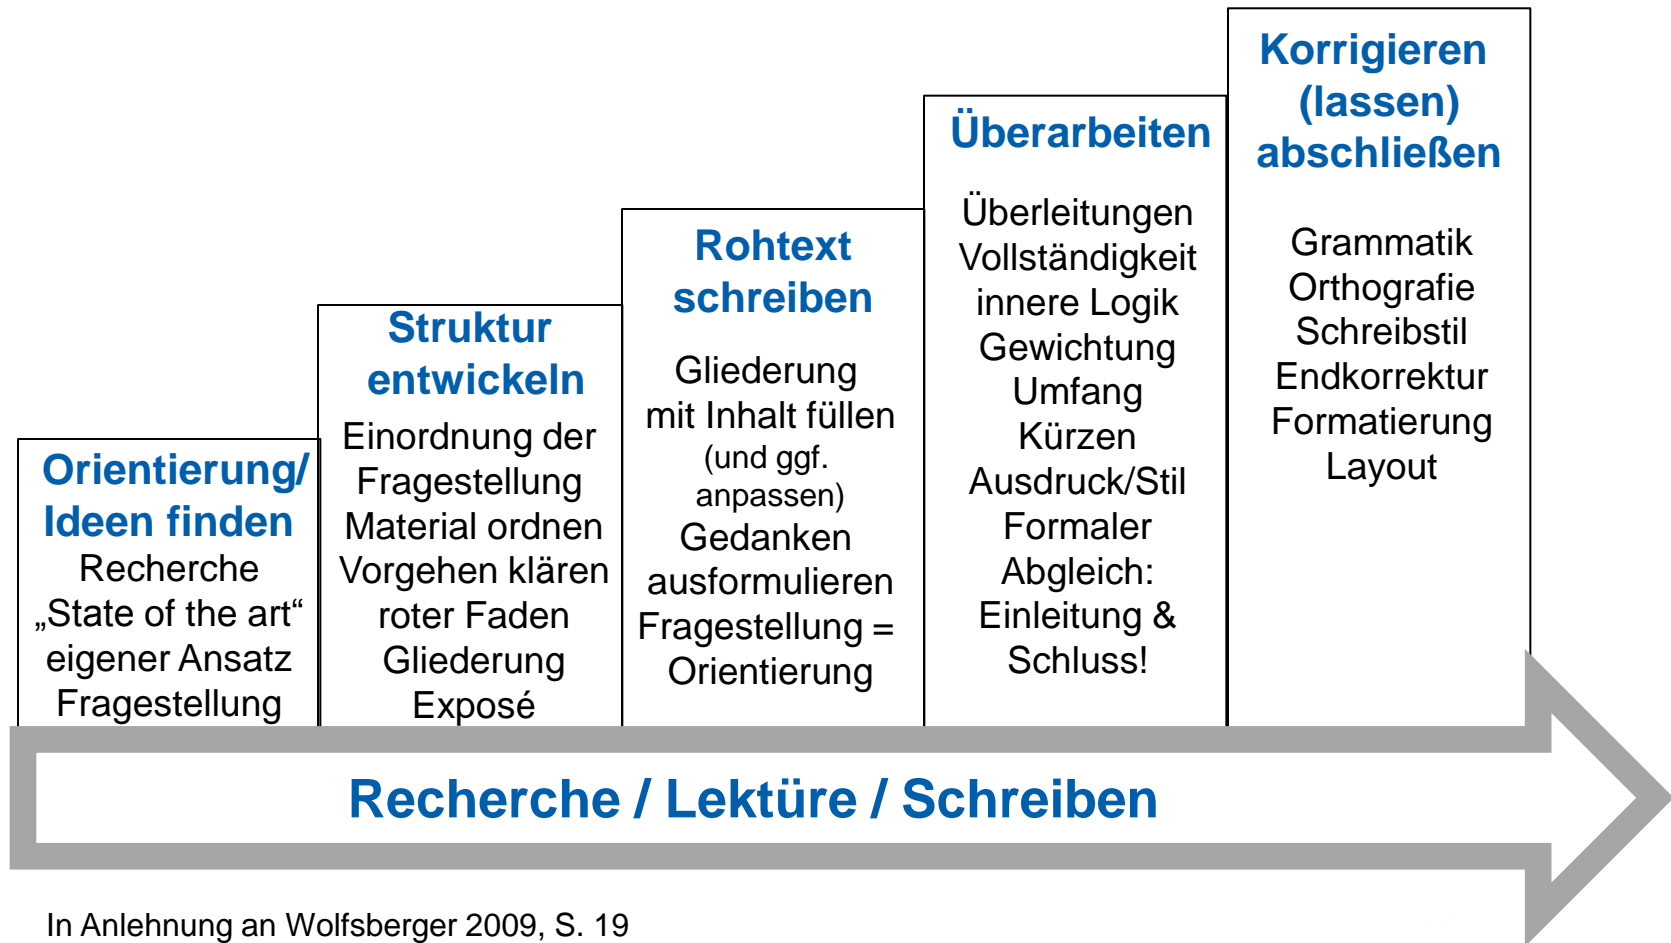 Orientierung/
Ideen finden
Recherche
„State of the art“
eigener Ansatz
Fragestellung
Struktur
entwickeln
Einordnung der
Fragestellung
Material ordnen
Vorgehen klären
roter Faden
Gliederung
Exposé
Rohtext
schreiben
Gliederung
mit Inhalt füllen
(und ggf.
anpassen)
Gedanken
ausformulieren
Fragestellung =
Orientierung
Überarbeiten
Überleitungen
Vollständigkeit
innere Logik
Gewichtung
Umfang
Kürzen
Ausdruck/Stil
Formaler
Abgleich:
Einleitung &
Schluss!
Korrigieren
(lassen)
abschließen
Grammatik
Orthografie
Schreibstil
Endkorrektur
Formatierung
Layout
Recherche / Lektüre / Schreiben
In Anlehnung an Wolfsberger 2009, S. 19